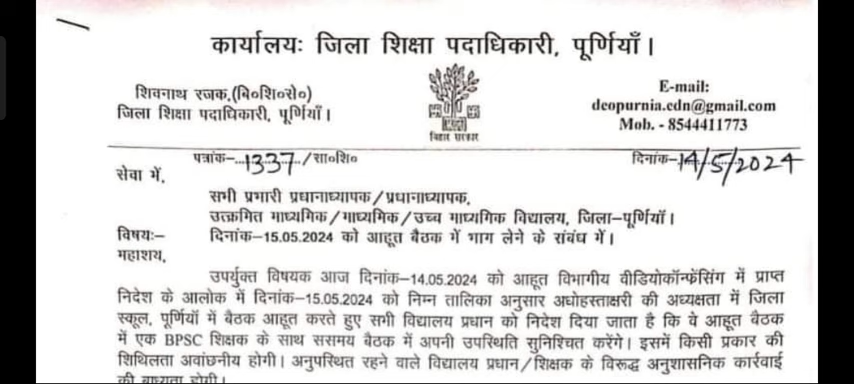 कार्यालयः जिला शिक्षा पदाधिकारी, पूर्णियाँ।
शिवनाथ रजक,(बि०शि०से०)
जिला शिक्षा पदाधिकारी, पूर्णियाँ।
बिहार सरकार
E-mail:
deopurnia.edn@gmail.com
Mob. - 8544411773
पत्रांक-...1337../सा०शि०
दिनांक-14/5/2024
सेवा में,
सभी प्रभारी प्रधानाध्यापक/प्रधानाध्यापक,
उत्क्रमित माध्यमिक/माध्यमिक/उच्च माध्यमिक विद्यालय, जिला-पूर्णियाँ।
विषयः- दिनांक-15.05.2024 को आहूत बैठक में भाग लेने के संबंध में।
महाशय,
उपर्युक्त विषयक आज दिनांक-14.05.2024 को आहूत विभागीय वीडियोकॉन्फ्रेंसिंग में प्राप्त
निदेश के आलोक में दिनांक-15.05.2024 को निम्न तालिका अनुसार अधोहस्ताक्षरी की अध्यक्षता में जिला
स्कूल, पूर्णियाँ में बैठक आहूत करते हुए सभी विद्यालय प्रधान को निदेश दिया जाता है कि वे आहूत बैठक
में एक BPSC शिक्षक के साथ ससमय बैठक में अपनी उपस्थिति सुनिश्चित करेंगे। इसमें किसी प्रकार की
शिथिलता अवांछनीय होगी। अनुपस्थित रहने वाले विद्यालय प्रधान/शिक्षक के विरूद्ध अनुशासनिक कार्रवाई
की बाध्यता होगी।